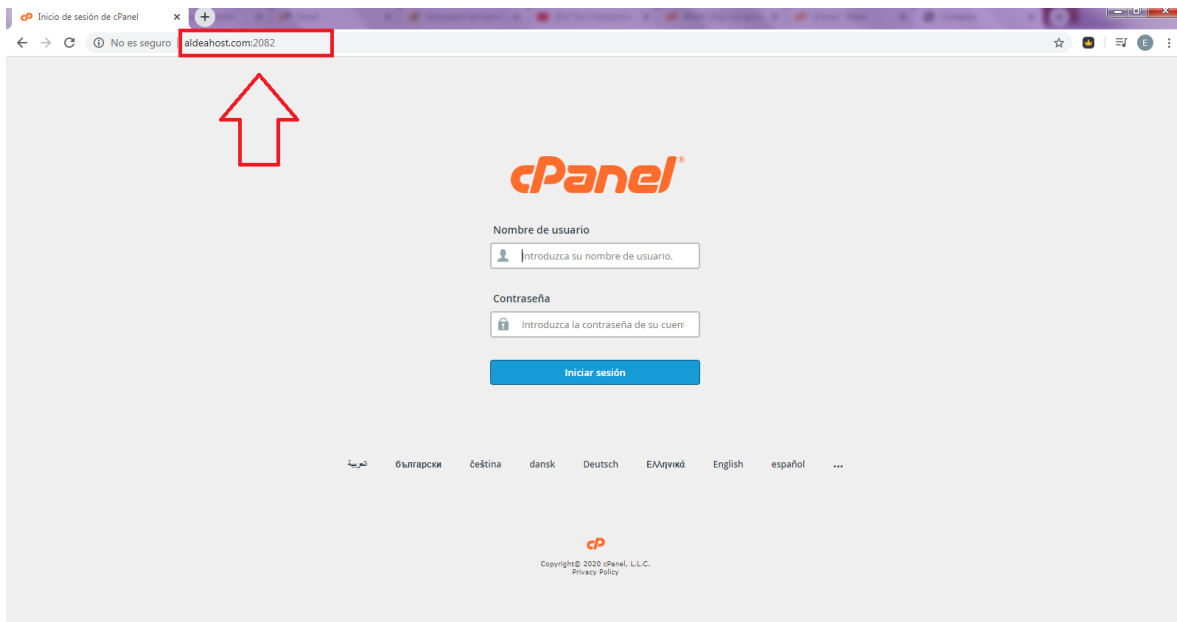 cP Inicio de sesión de cPanel
No es seguro aldeahost.com:2082
E
cPanel®
Nombre de usuario
Introduzca su nombre de usuario.
Contraseña
Introduzca la contraseña de su cuen
Iniciar sesión
العربية български čeština dansk Deutsch Ελληνικά English español ...
cP
Copyright© 2020 cPanel, L.L.C.
Privacy Policy